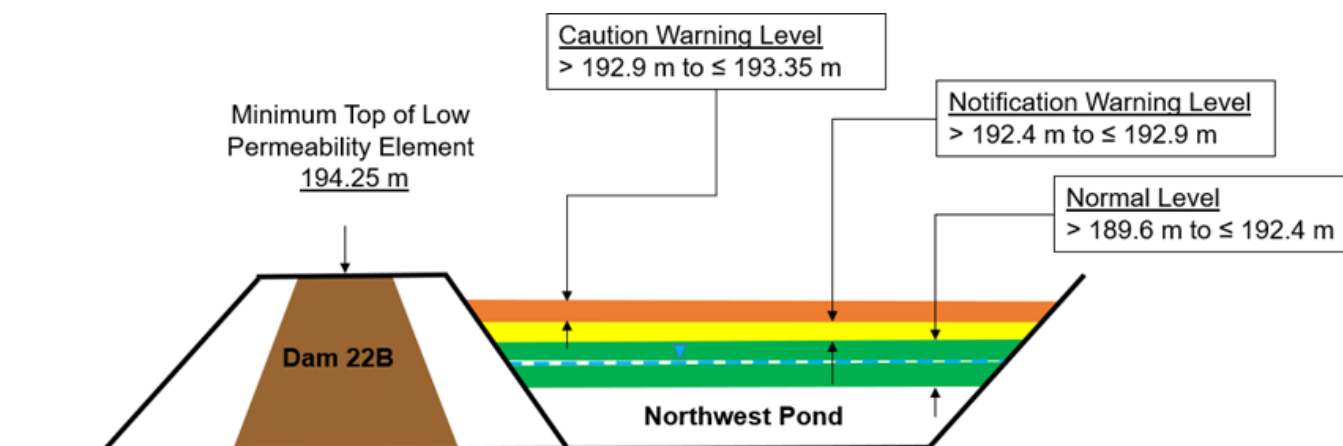 Caution Warning Level
> 192.9 m to ≤ 193.35 m
Notification Warning Level
> 192.4 m to ≤ 192.9 m
Minimum Top of Low
Permeability Element
194.25 m
Normal Level
> 189.6 m to ≤ 192.4 m
Dam 22B
Northwest Pond